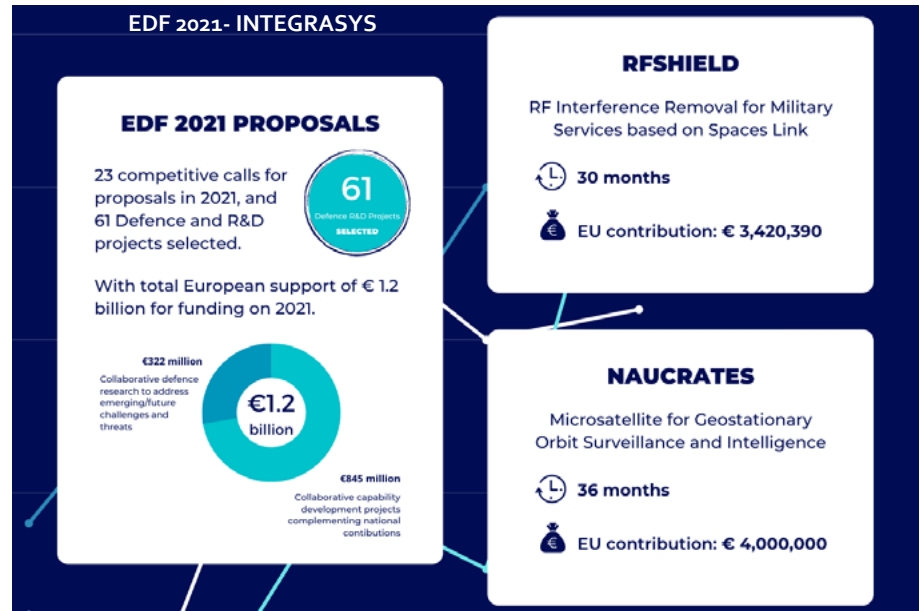 EDF 2021- INTEGRASYS
EDF 2021 PROPOSALS
23 competitive calls for
proposals in 2021, and
61 Defence and R&D
projects selected.
61
Defence R&D Projects
SELECTED
With total European support of € 1.2
billion for funding on 2021.
€322 million
Collaborative defence
research to address
emerging/future
challenges and
threats
€1.2
billion
€845 million
Collaborative capability
development projects
complementing national
contibutions
RFSHIELD
RF Interference Removal for Military
Services based on Spaces Link
30 months
EU contribution: € 3,420,390
NAUCRATES
Microsatellite for Geostationary
Orbit Surveillance and Intelligence
36 months
EU contribution: € 4,000,000